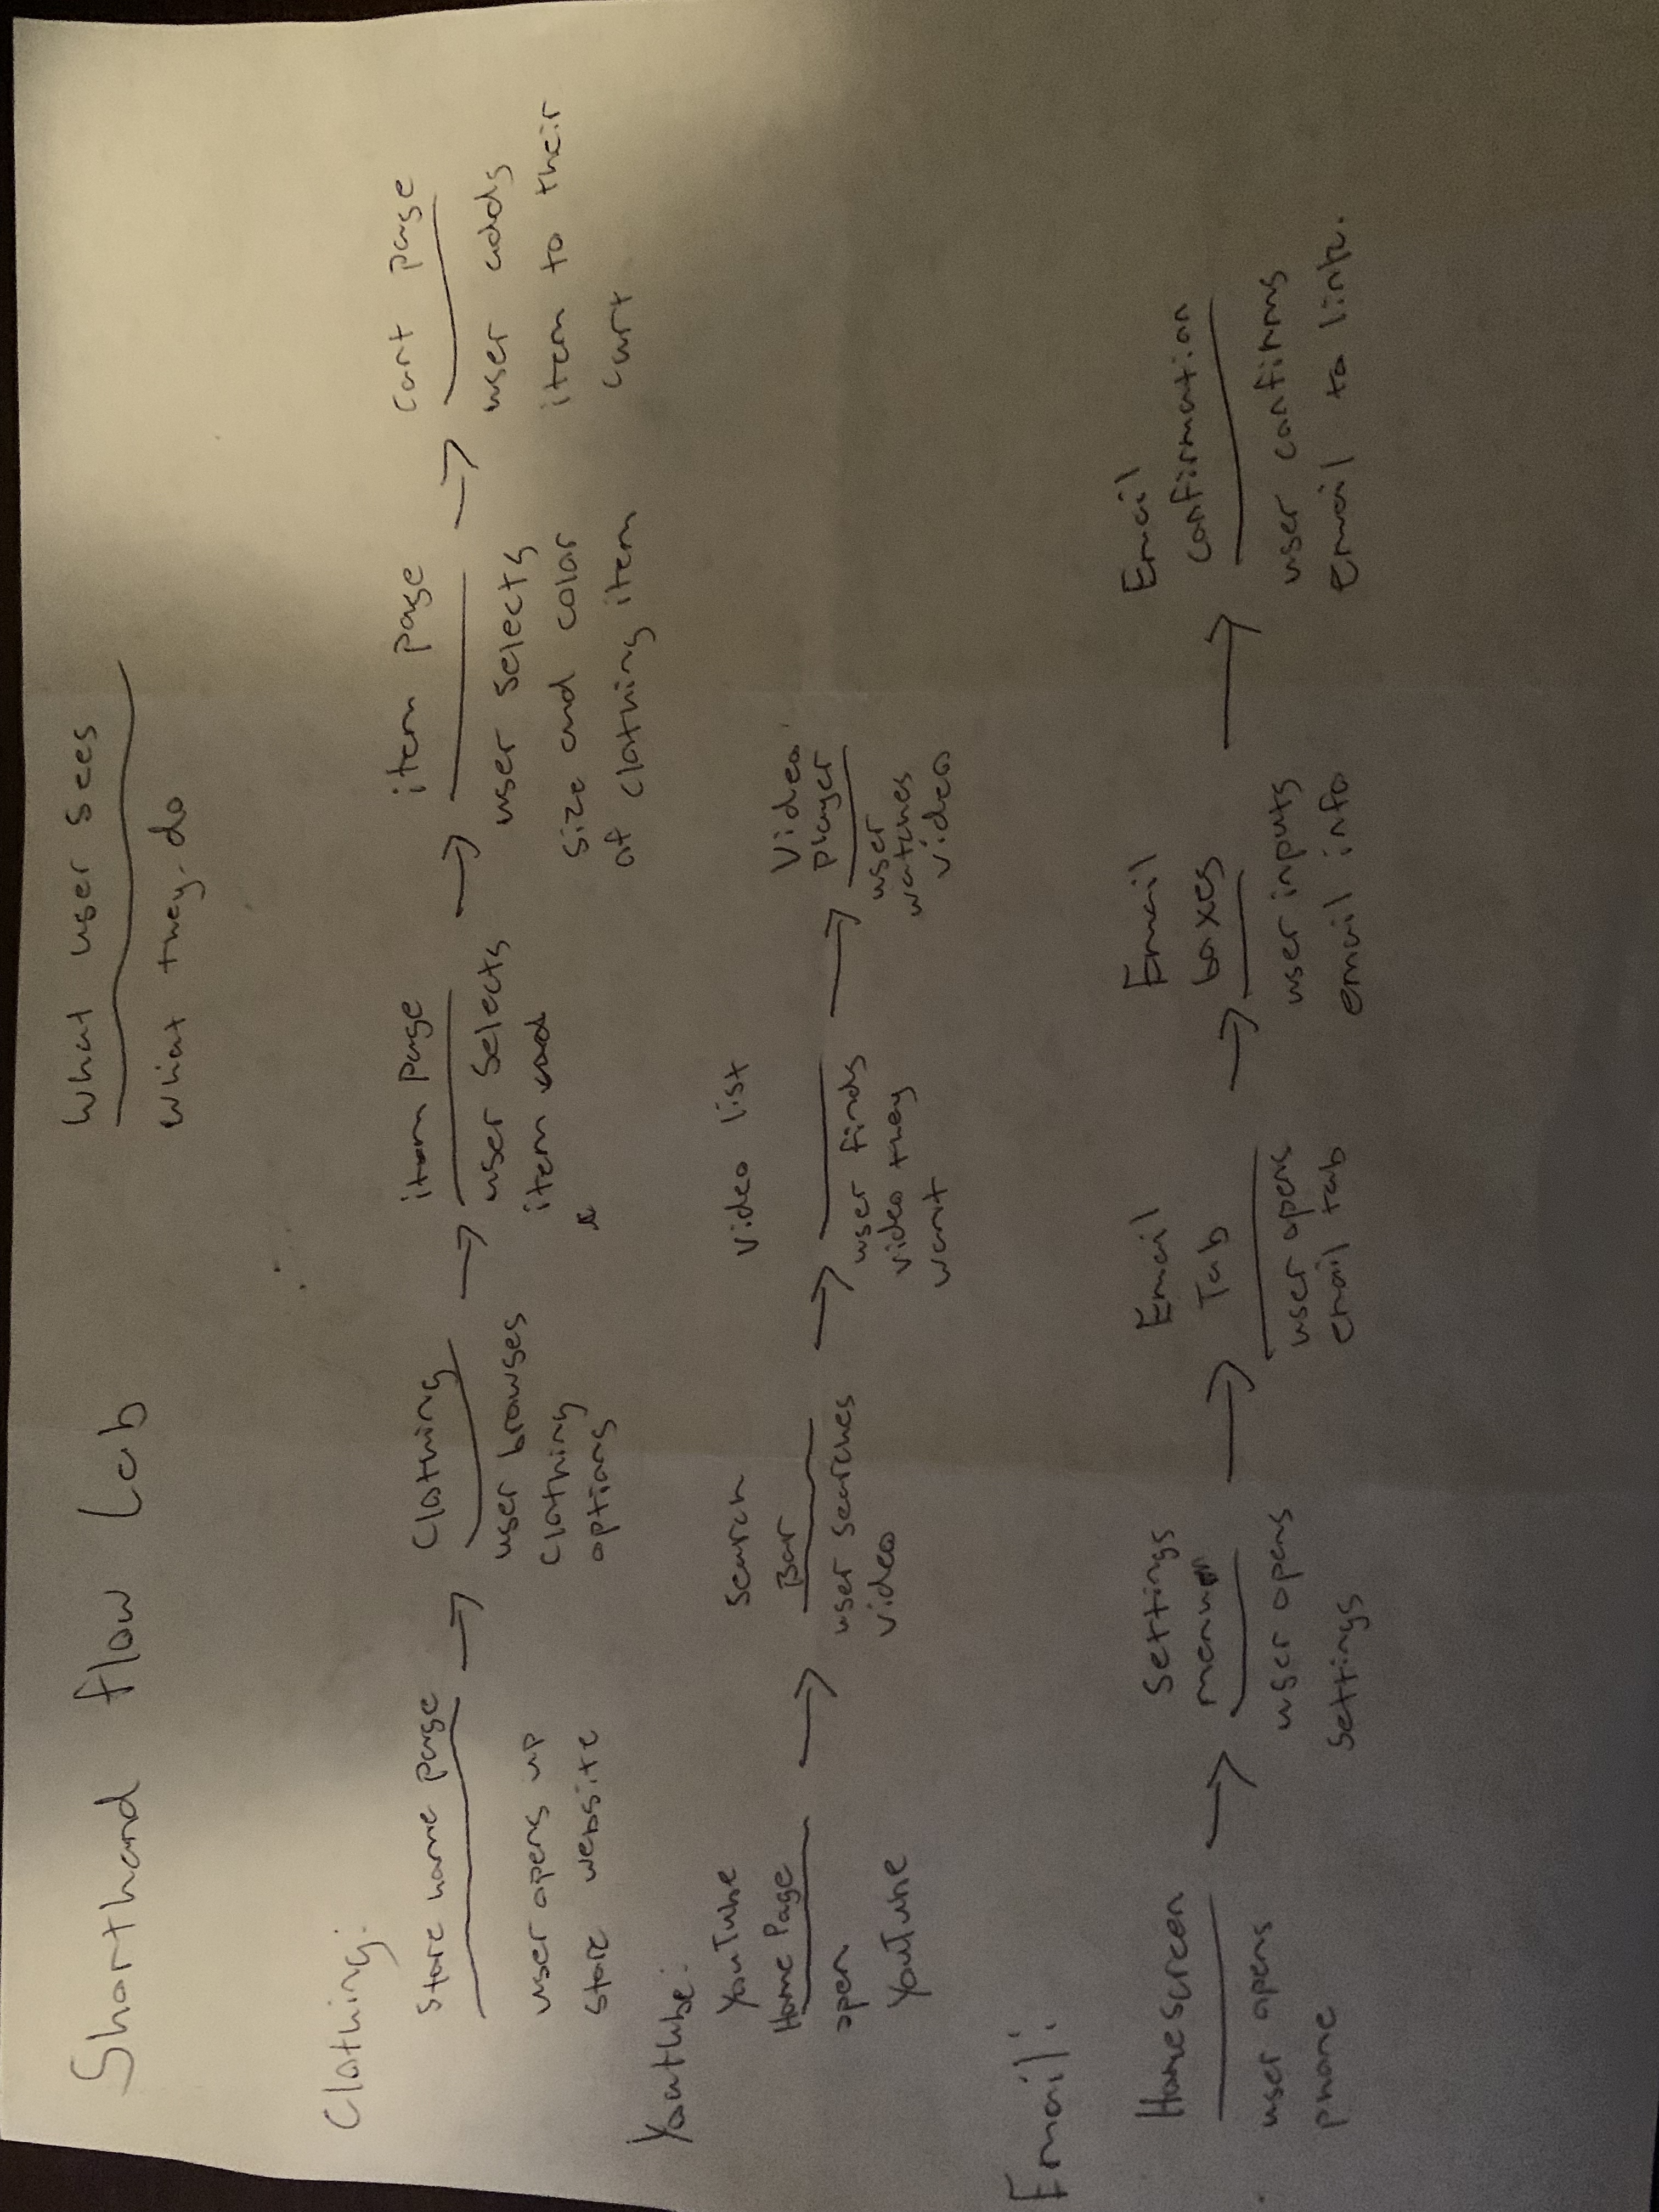 Shorthand flow Lab
What user sees
what they do
Clothing:
Store home page → Clothing → item page → item page → cart page
user opens up
store website
user browses
clothing
options
user selects
item and
user selects
size and color
of clothing item
user adds
item to their
cart
Youtube:
YouTube
Home Page →
open
YouTube
Search
Bar →
user searches
video
video list →
user finds
video they
want
Video
player
user
watches
video
Email:
Homescreen →
user opens
phone
Settings
menu →
user opens
settings
Email
Tab →
user opens
email tab
Email
boxes →
user inputs
email info
Email
confirmation
user confirms
email to link.